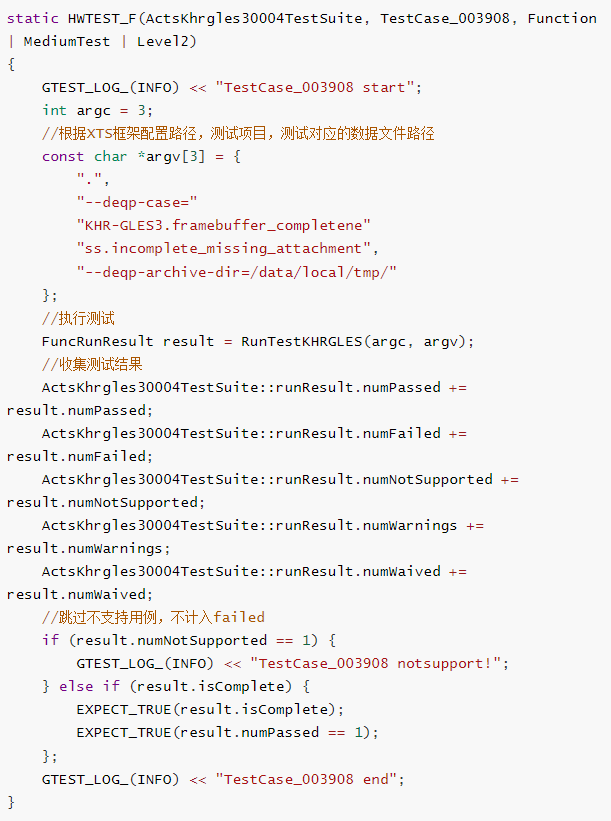 static HWTEST_F(ActsKhrgles30004TestSuite, TestCase_003908, Function
| MediumTest | Level2)
{
    GTEST_LOG_(INFO) << "TestCase_003908 start";
    int argc = 3;
    //根据XTS框架配置路径，测试项目，测试对应的数据文件路径
    const char *argv[3] = {
        ".",
        "--deqp-case="
        "KHR-GLES3.framebuffer_completene"
        "ss.incomplete_missing_attachment",
        "--deqp-archive-dir=/data/local/tmp/"
    };
    //执行测试
    FuncRunResult result = RunTestKHRGLES(argc, argv);
    //收集测试结果
    ActsKhrgles30004TestSuite::runResult.numPassed +=
result.numPassed;
    ActsKhrgles30004TestSuite::runResult.numFailed +=
result.numFailed;
    ActsKhrgles30004TestSuite::runResult.numNotSupported +=
result.numNotSupported;
    ActsKhrgles30004TestSuite::runResult.numWarnings +=
result.numWarnings;
    ActsKhrgles30004TestSuite::runResult.numWaived +=
result.numWaived;
    //跳过不支持用例，不计入failed
    if (result.numNotSupported == 1) {
        GTEST_LOG_(INFO) << "TestCase_003908 notsupport!";
    } else if (result.isComplete) {
        EXPECT_TRUE(result.isComplete);
        EXPECT_TRUE(result.numPassed == 1);
    };
    GTEST_LOG_(INFO) << "TestCase_003908 end";
}